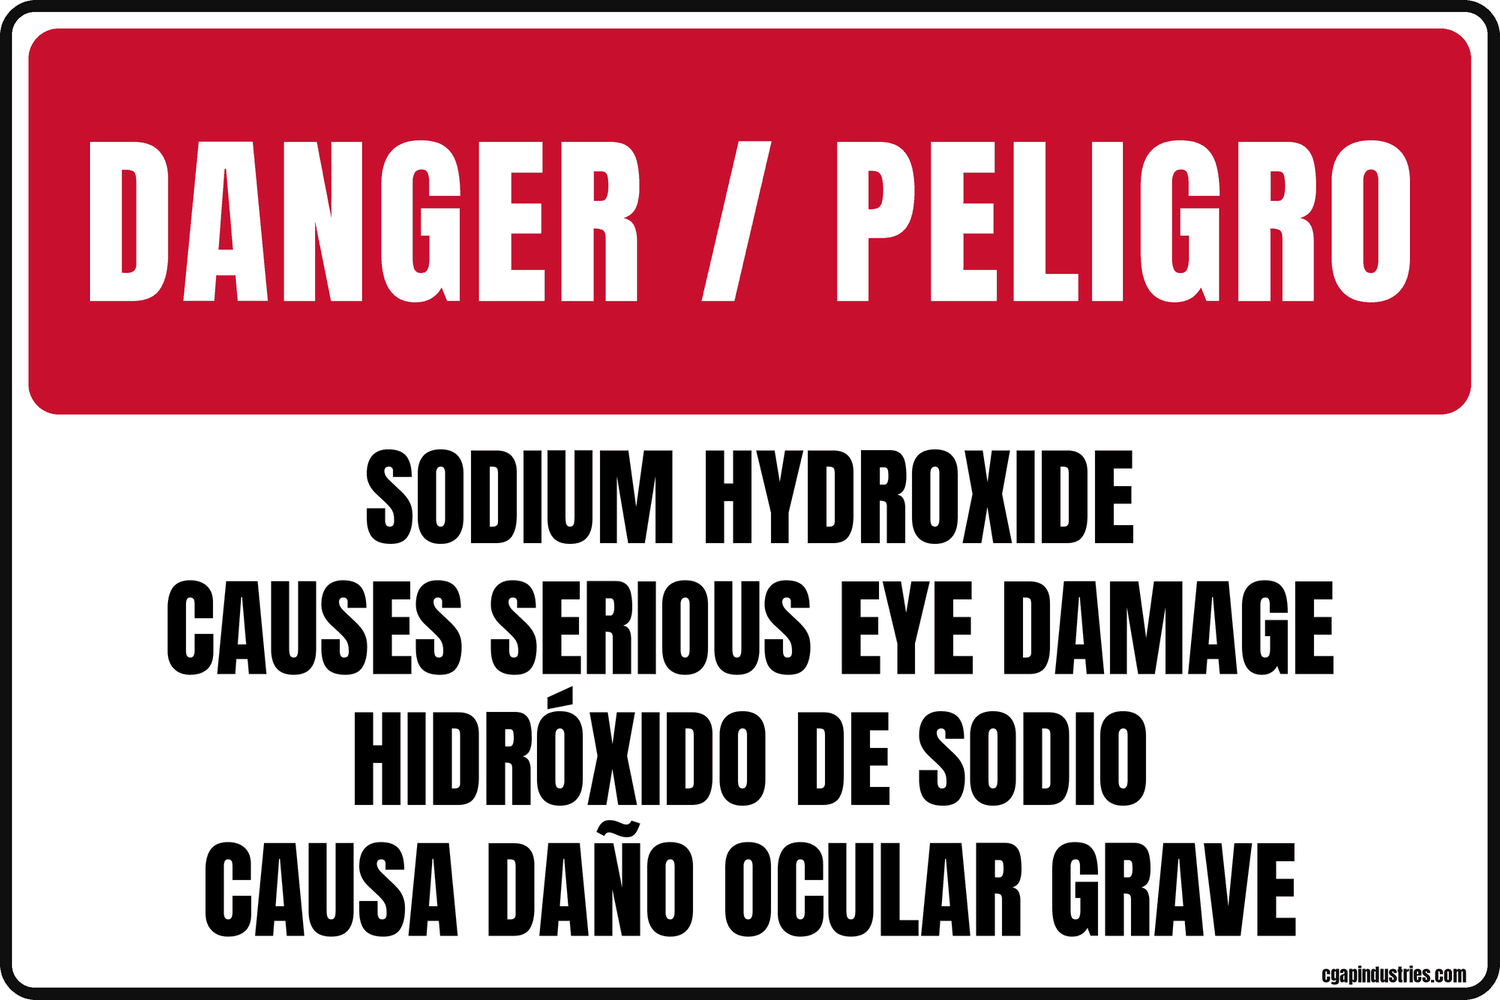 DANGER / PELIGRO
SODIUM HYDROXIDE
CAUSES SERIOUS EYE DAMAGE
HIDRÓXIDO DE SODIO
CAUSA DAÑO OCULAR GRAVE
cgapindustries.com